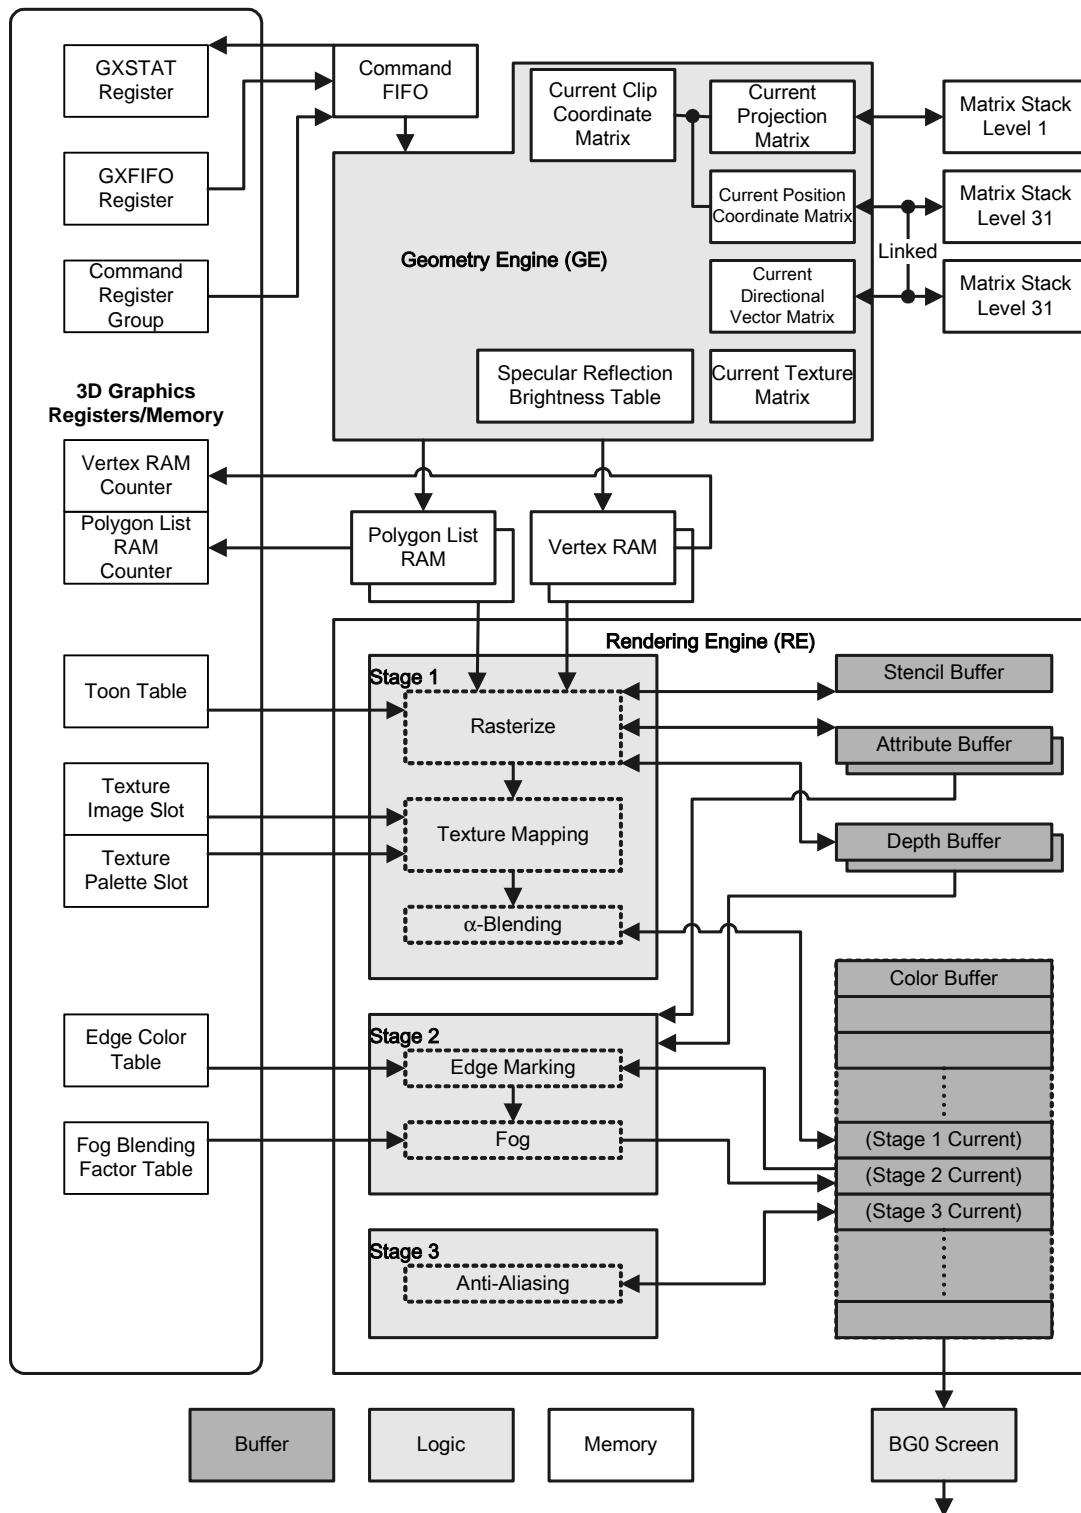 GXSTAT
Register
GXFIFO
Register
Command
Register
Group
3D Graphics
Registers/Memory
Vertex RAM
Counter
Polygon List
RAM
Counter
Toon Table
Texture
Image Slot
Texture
Palette Slot
Edge Color
Table
Fog Blending
Factor Table
Command
FIFO
Geometry Engine (GE)
Current Clip
Coordinate
Matrix
Current
Projection
Matrix
Current Position
Coordinate Matrix
Current
Directional
Vector Matrix
Specular Reflection
Brightness Table
Current Texture
Matrix
Matrix Stack
Level 1
Matrix Stack
Level 31
Linked
Matrix Stack
Level 31
Polygon List
RAM
Vertex RAM
Rendering Engine (RE)
Stage 1
Rasterize
Texture Mapping
α-Blending
Stage 2
Edge Marking
Fog
Stage 3
Anti-Aliasing
Stencil Buffer
Attribute Buffer
Depth Buffer
Color Buffer
(Stage 1 Current)
(Stage 2 Current)
(Stage 3 Current)
Buffer
Logic
Memory
BG0 Screen